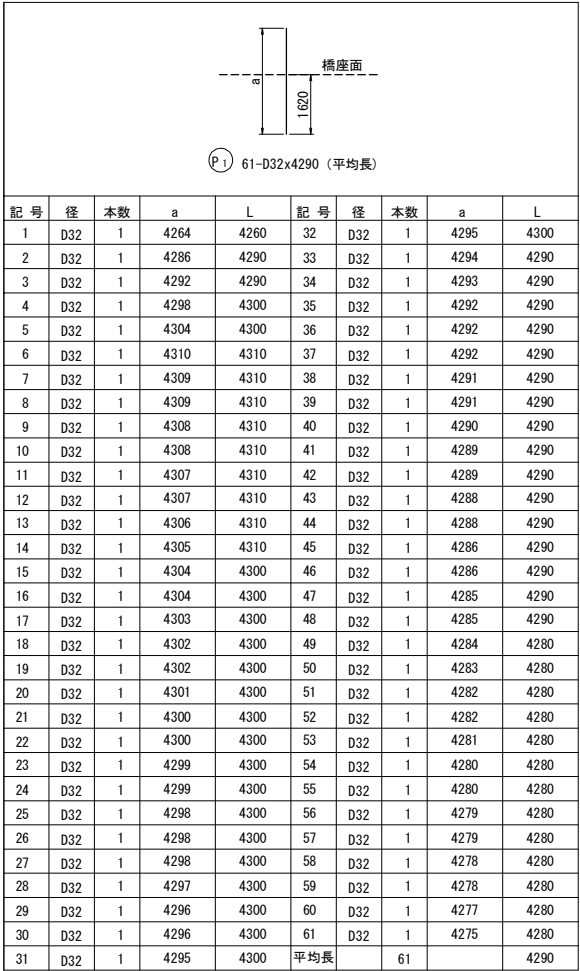 橋座面
a
1620
P1 61-D32x4290 (平均長)
記 号 径 本数 a L 記 号 径 本数 a L
1 D32 1 4264 4260 32 D32 1 4295 4300
2 D32 1 4286 4290 33 D32 1 4294 4290
3 D32 1 4292 4290 34 D32 1 4293 4290
4 D32 1 4298 4300 35 D32 1 4292 4290
5 D32 1 4304 4300 36 D32 1 4292 4290
6 D32 1 4310 4310 37 D32 1 4292 4290
7 D32 1 4309 4310 38 D32 1 4291 4290
8 D32 1 4309 4310 39 D32 1 4291 4290
9 D32 1 4308 4310 40 D32 1 4290 4290
10 D32 1 4308 4310 41 D32 1 4289 4290
11 D32 1 4307 4310 42 D32 1 4289 4290
12 D32 1 4307 4310 43 D32 1 4288 4290
13 D32 1 4306 4310 44 D32 1 4288 4290
14 D32 1 4305 4310 45 D32 1 4286 4290
15 D32 1 4304 4300 46 D32 1 4286 4290
16 D32 1 4304 4300 47 D32 1 4285 4290
17 D32 1 4303 4300 48 D32 1 4285 4290
18 D32 1 4302 4300 49 D32 1 4284 4280
19 D32 1 4302 4300 50 D32 1 4283 4280
20 D32 1 4301 4300 51 D32 1 4282 4280
21 D32 1 4300 4300 52 D32 1 4282 4280
22 D32 1 4300 4300 53 D32 1 4281 4280
23 D32 1 4299 4300 54 D32 1 4280 4280
24 D32 1 4299 4300 55 D32 1 4280 4280
25 D32 1 4298 4300 56 D32 1 4279 4280
26 D32 1 4298 4300 57 D32 1 4279 4280
27 D32 1 4298 4300 58 D32 1 4278 4280
28 D32 1 4297 4300 59 D32 1 4278 4280
29 D32 1 4296 4300 60 D32 1 4277 4280
30 D32 1 4296 4300 61 D32 1 4275 4280
31 D32 1 4295 4300 平均長 61 4290